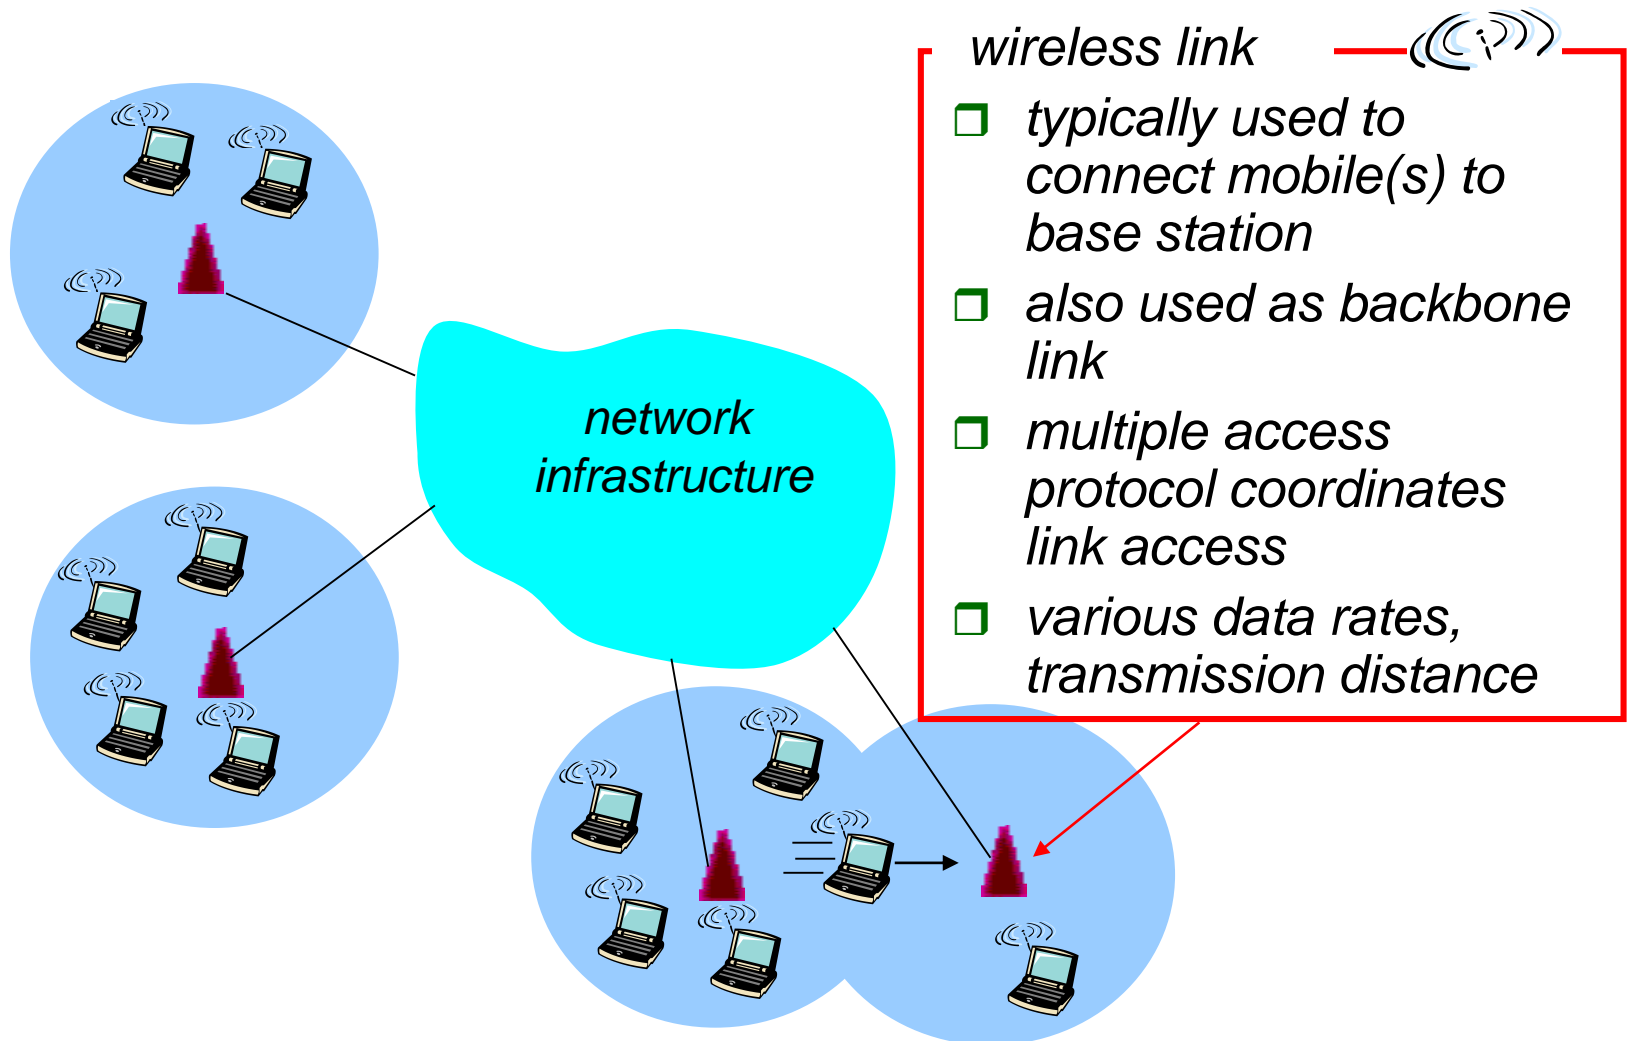 wireless link
typically used to
connect mobile(s) to
base station
also used as backbone
link
multiple access
protocol coordinates
link access
various data rates,
transmission distance
network
infrastructure